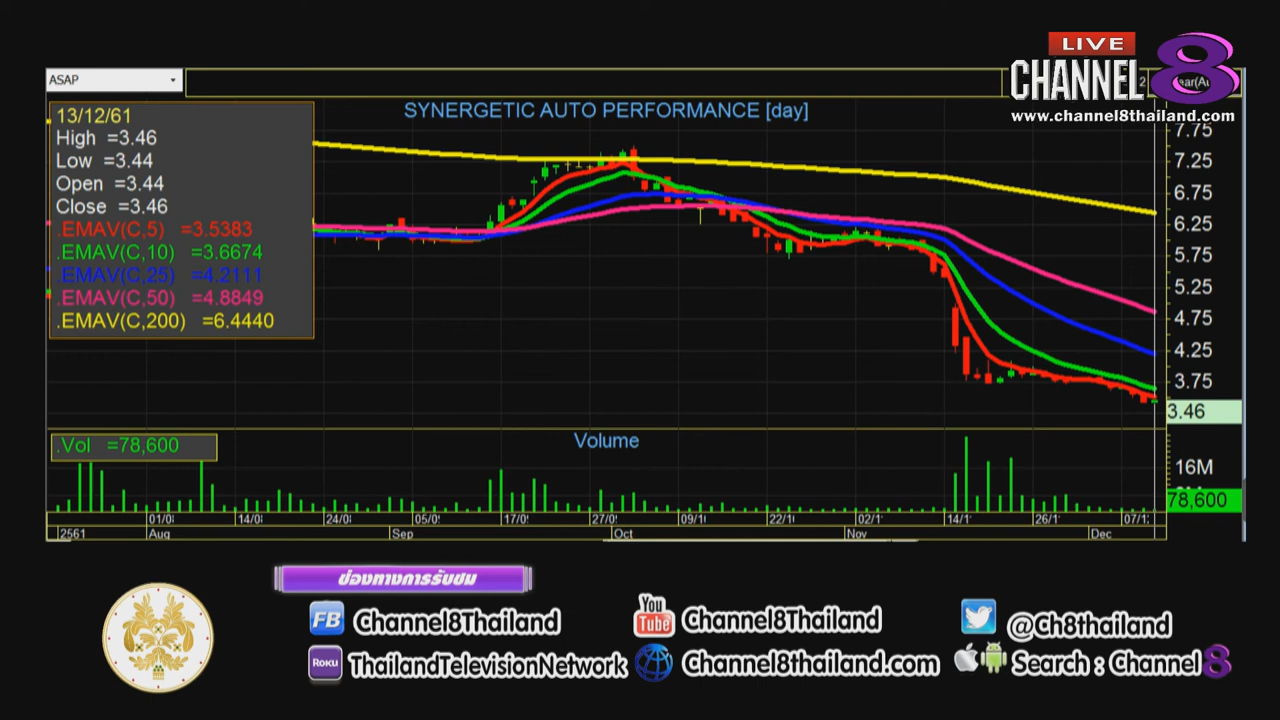 LIVE
CHANNEL 8
www.channel8thailand.com
ASAP
SYNERGETIC AUTO PERFORMANCE [day]
13/12/61
High =3.46
Low =3.44
Open =3.44
Close =3.46
.EMAV(C,5) =3.5383
.EMAV(C,10) =3.6674
.EMAV(C,25) =4.2111
.EMAV(C,50) =4.8849
.EMAV(C,200) =6.4440
7.75
7.25
6.75
6.25
5.75
5.25
4.75
4.25
3.75
3.46
.Vol =78,600
Volume
16M
78,600
01/0 14/0 24/0 05/0 17/0 27/0 09/1 22/1 02/1 14/1 26/1 07/1
2561 Aug Sep Oct Nov Dec
ช่องทางการรับชม
FB Channel8Thailand
You Tube Channel8Thailand
@Ch8thailand
ROKU ThailandTelevisionNetwork
Channel8thailand.com
Search : Channel 8